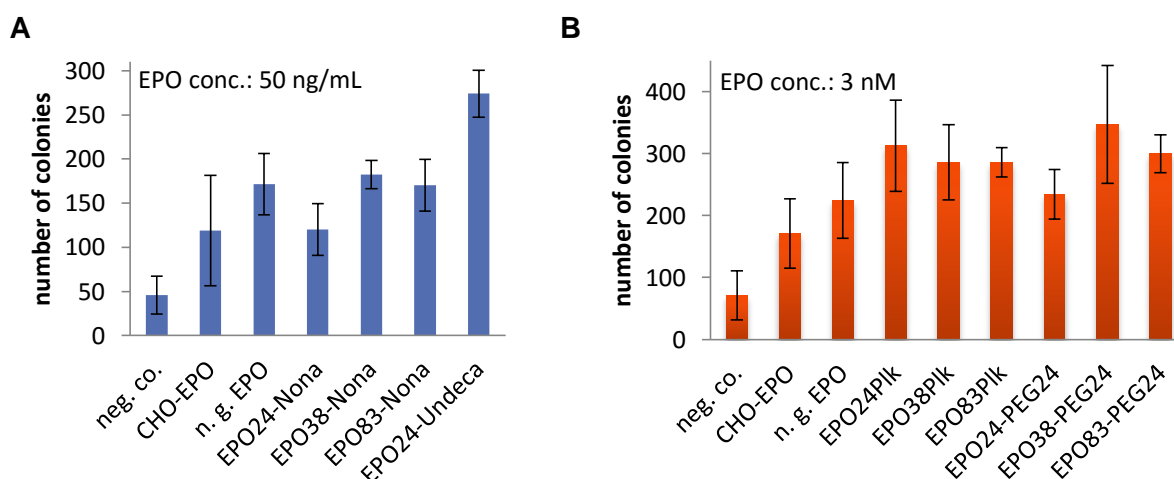 A
EPO conc.: 50 ng/mL
number of colonies
300
250
200
150
100
50
0
neg. co.
CHO-EPO
n. g. EPO
EPO24-Nona
EPO38-Nona
EPO83-Nona
EPO24-Undeca
B
EPO conc.: 3 nM
number of colonies
400
300
200
100
0
neg. co.
CHO-EPO
n. g. EPO
EPO24Plk
EPO38Plk
EPO83Plk
EPO24-PEG24
EPO38-PEG24
EPO83-PEG24